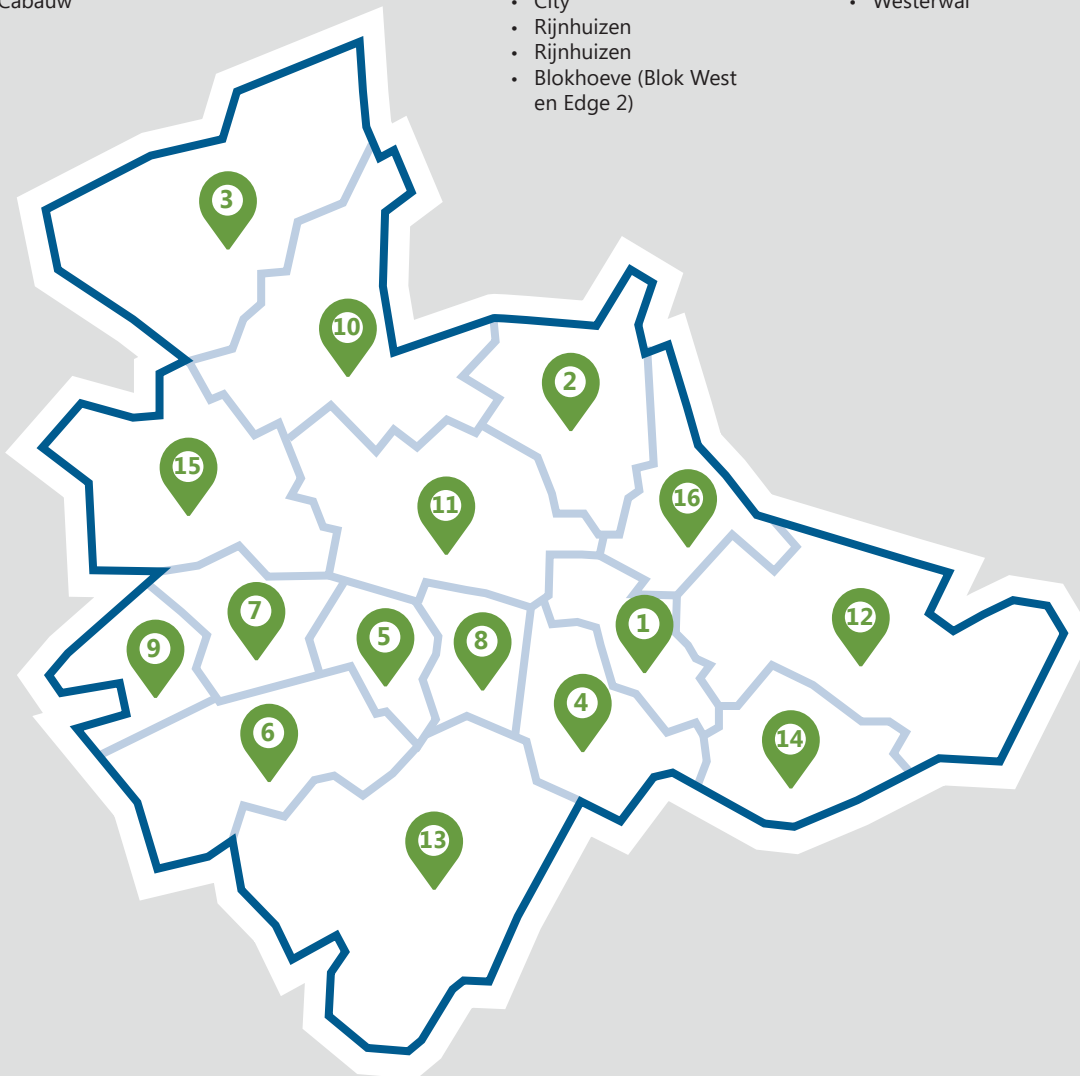 Cabauw
• City
• Rijnhuizen
• Rijnhuizen
• Blokhoeve (Blok West
en Edge 2)
• Westerwal
3
10
2
15
16
11
7
12
1
5
8
9
4
6
14
13